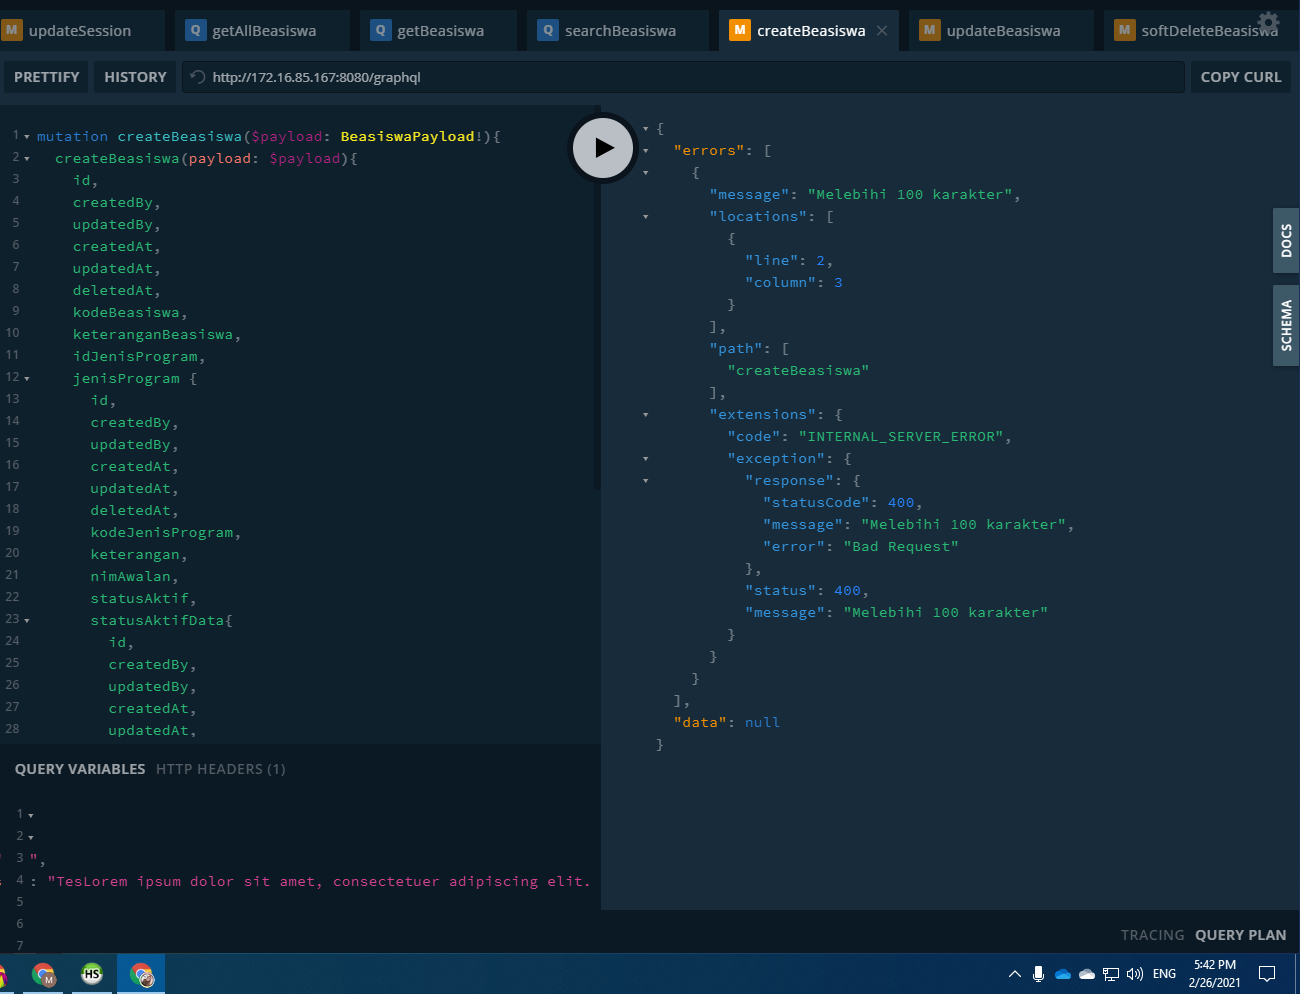 M updateSession
Q getAllBeasiswa
Q getBeasiswa
Q searchBeasiswa
M createBeasiswa
M updateBeasiswa
M softDeleteBeasiswa
PRETTIFY
HISTORY
http://172.16.85.167:8080/graphql
COPY CURL
1 mutation createBeasiswa($payload: BeasiswaPayload!){
2 createBeasiswa(payload: $payload){
3 id,
4 createdBy,
5 updatedBy,
6 createdAt,
7 updatedAt,
8 deletedAt,
9 kodeBeasiswa,
10 keteranganBeasiswa,
11 idJenisProgram,
12 jenisProgram {
13 id,
14 createdBy,
15 updatedBy,
16 createdAt,
17 updatedAt,
18 deletedAt,
19 kodeJenisProgram,
20 keterangan,
21 nimAwalan,
22 statusAktif,
23 statusAktifData{
24 id,
25 createdBy,
26 updatedBy,
27 createdAt,
28 updatedAt,
QUERY VARIABLES HTTP HEADERS (1)
1
2
3 ",
4 : "TesLorem ipsum dolor sit amet, consectetuer adipiscing elit.
5
6
7
{
"errors": [
{
"message": "Melebihi 100 karakter",
"locations": [
{
"line": 2,
"column": 3
}
],
"path": [
"createBeasiswa"
],
"extensions": {
"code": "INTERNAL_SERVER_ERROR",
"exception": {
"response": {
"statusCode": 400,
"message": "Melebihi 100 karakter",
"error": "Bad Request"
},
"status": 400,
"message": "Melebihi 100 karakter"
}
}
}
],
"data": null
}
DOCS
SCHEMA
TRACING QUERY PLAN
M
HS
ENG
5:42 PM
2/26/2021